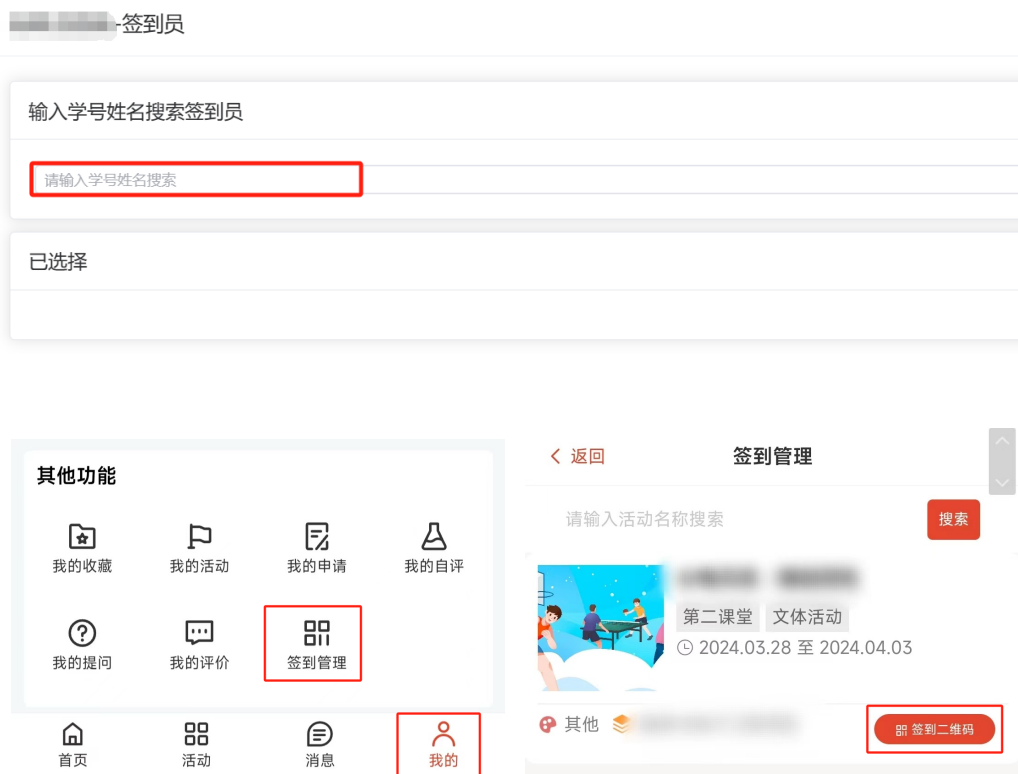 -签到员
输入学号姓名搜索签到员
请输入学号姓名搜索
已选择
其他功能
我的收藏 我的活动 我的申请 我的自评
我的提问 我的评价 签到管理
首页 活动 消息 我的
返回 签到管理
请输入活动名称搜索 搜索
第二课堂 文体活动
2024.03.28 至 2024.04.03
其他 签到二维码